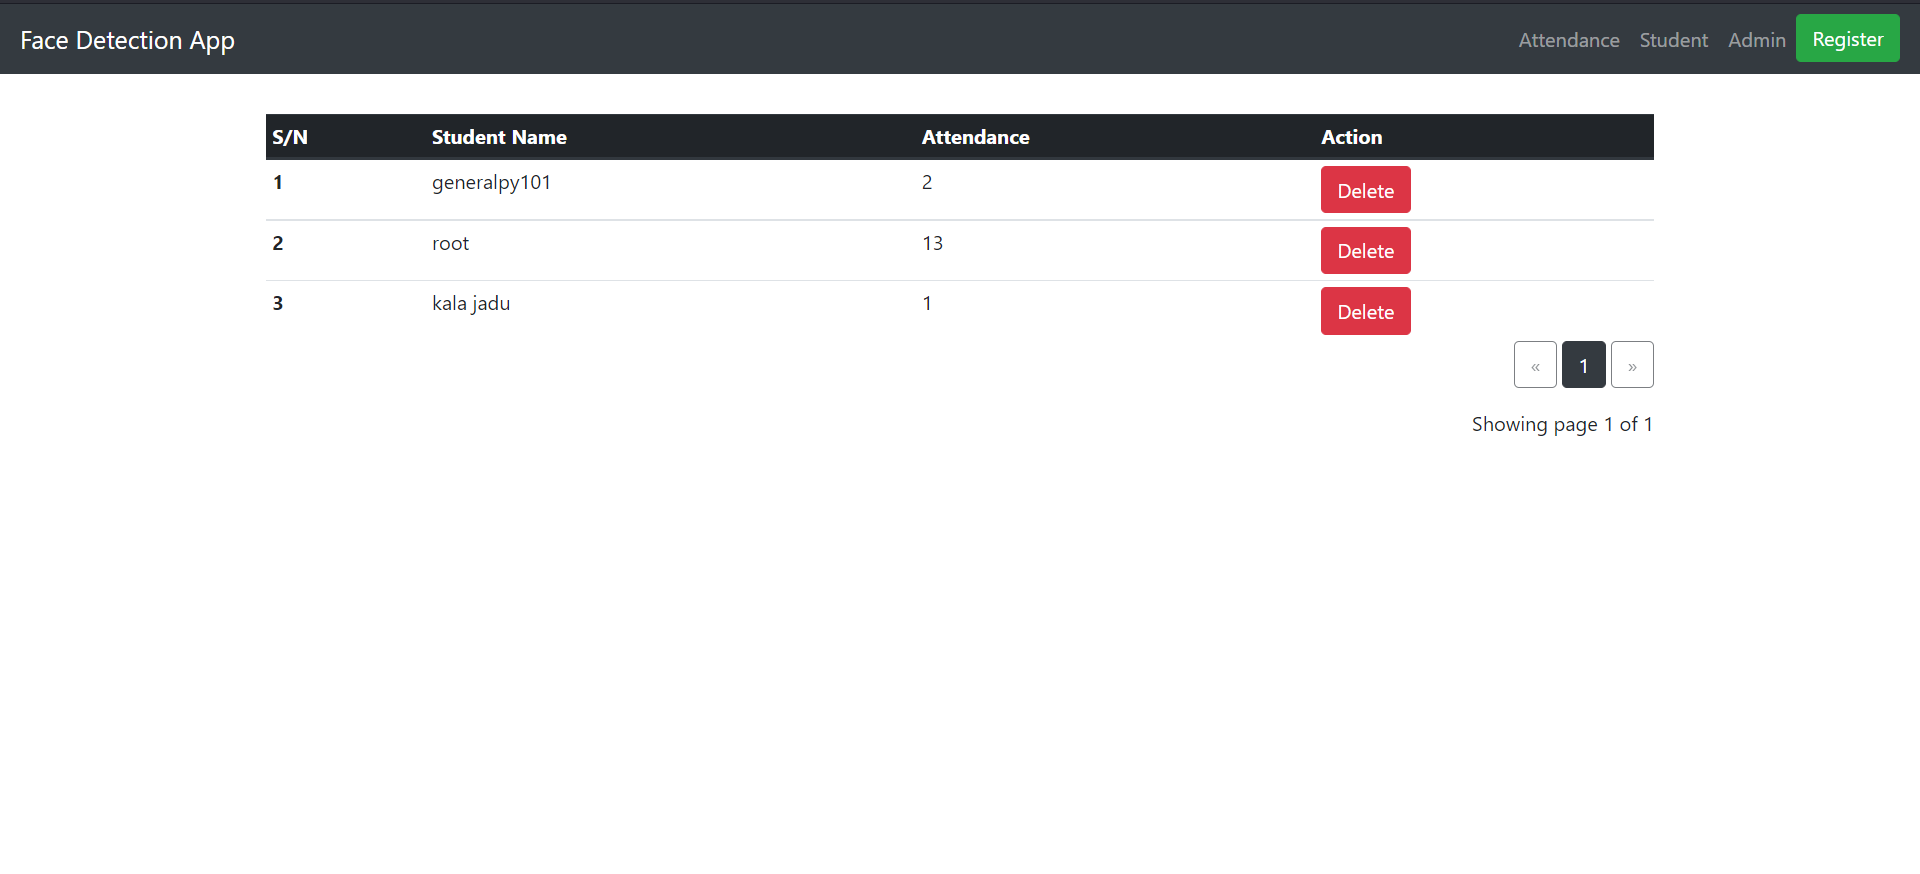 Face Detection App Attendance Student Admin Register
S/N Student Name Attendance Action
1 generalpy101 2 Delete
2 root 13 Delete
3 kala jadu 1 Delete
« 1 »
Showing page 1 of 1